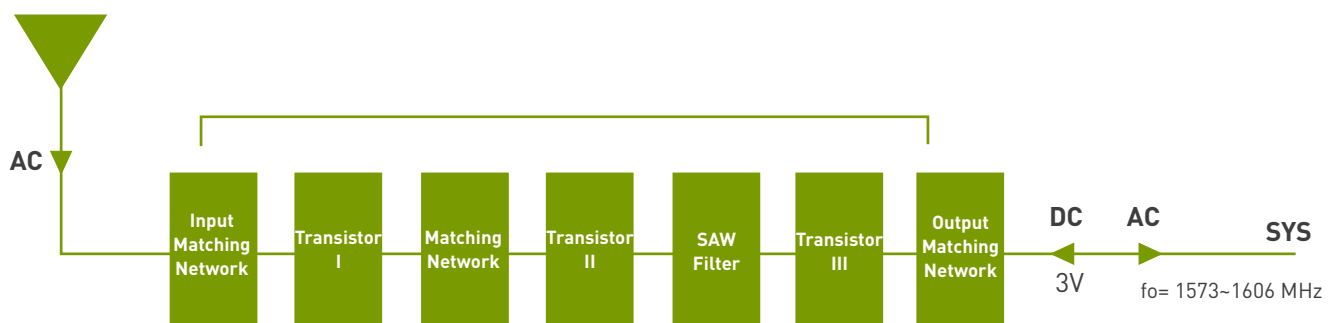 AC
Input
Matching
Network
Transistor
I
Matching
Network
Transistor
II
SAW
Filter
Transistor
III
Output
Matching
Network
DC
AC
SYS
3V
fo= 1573~1606 MHz